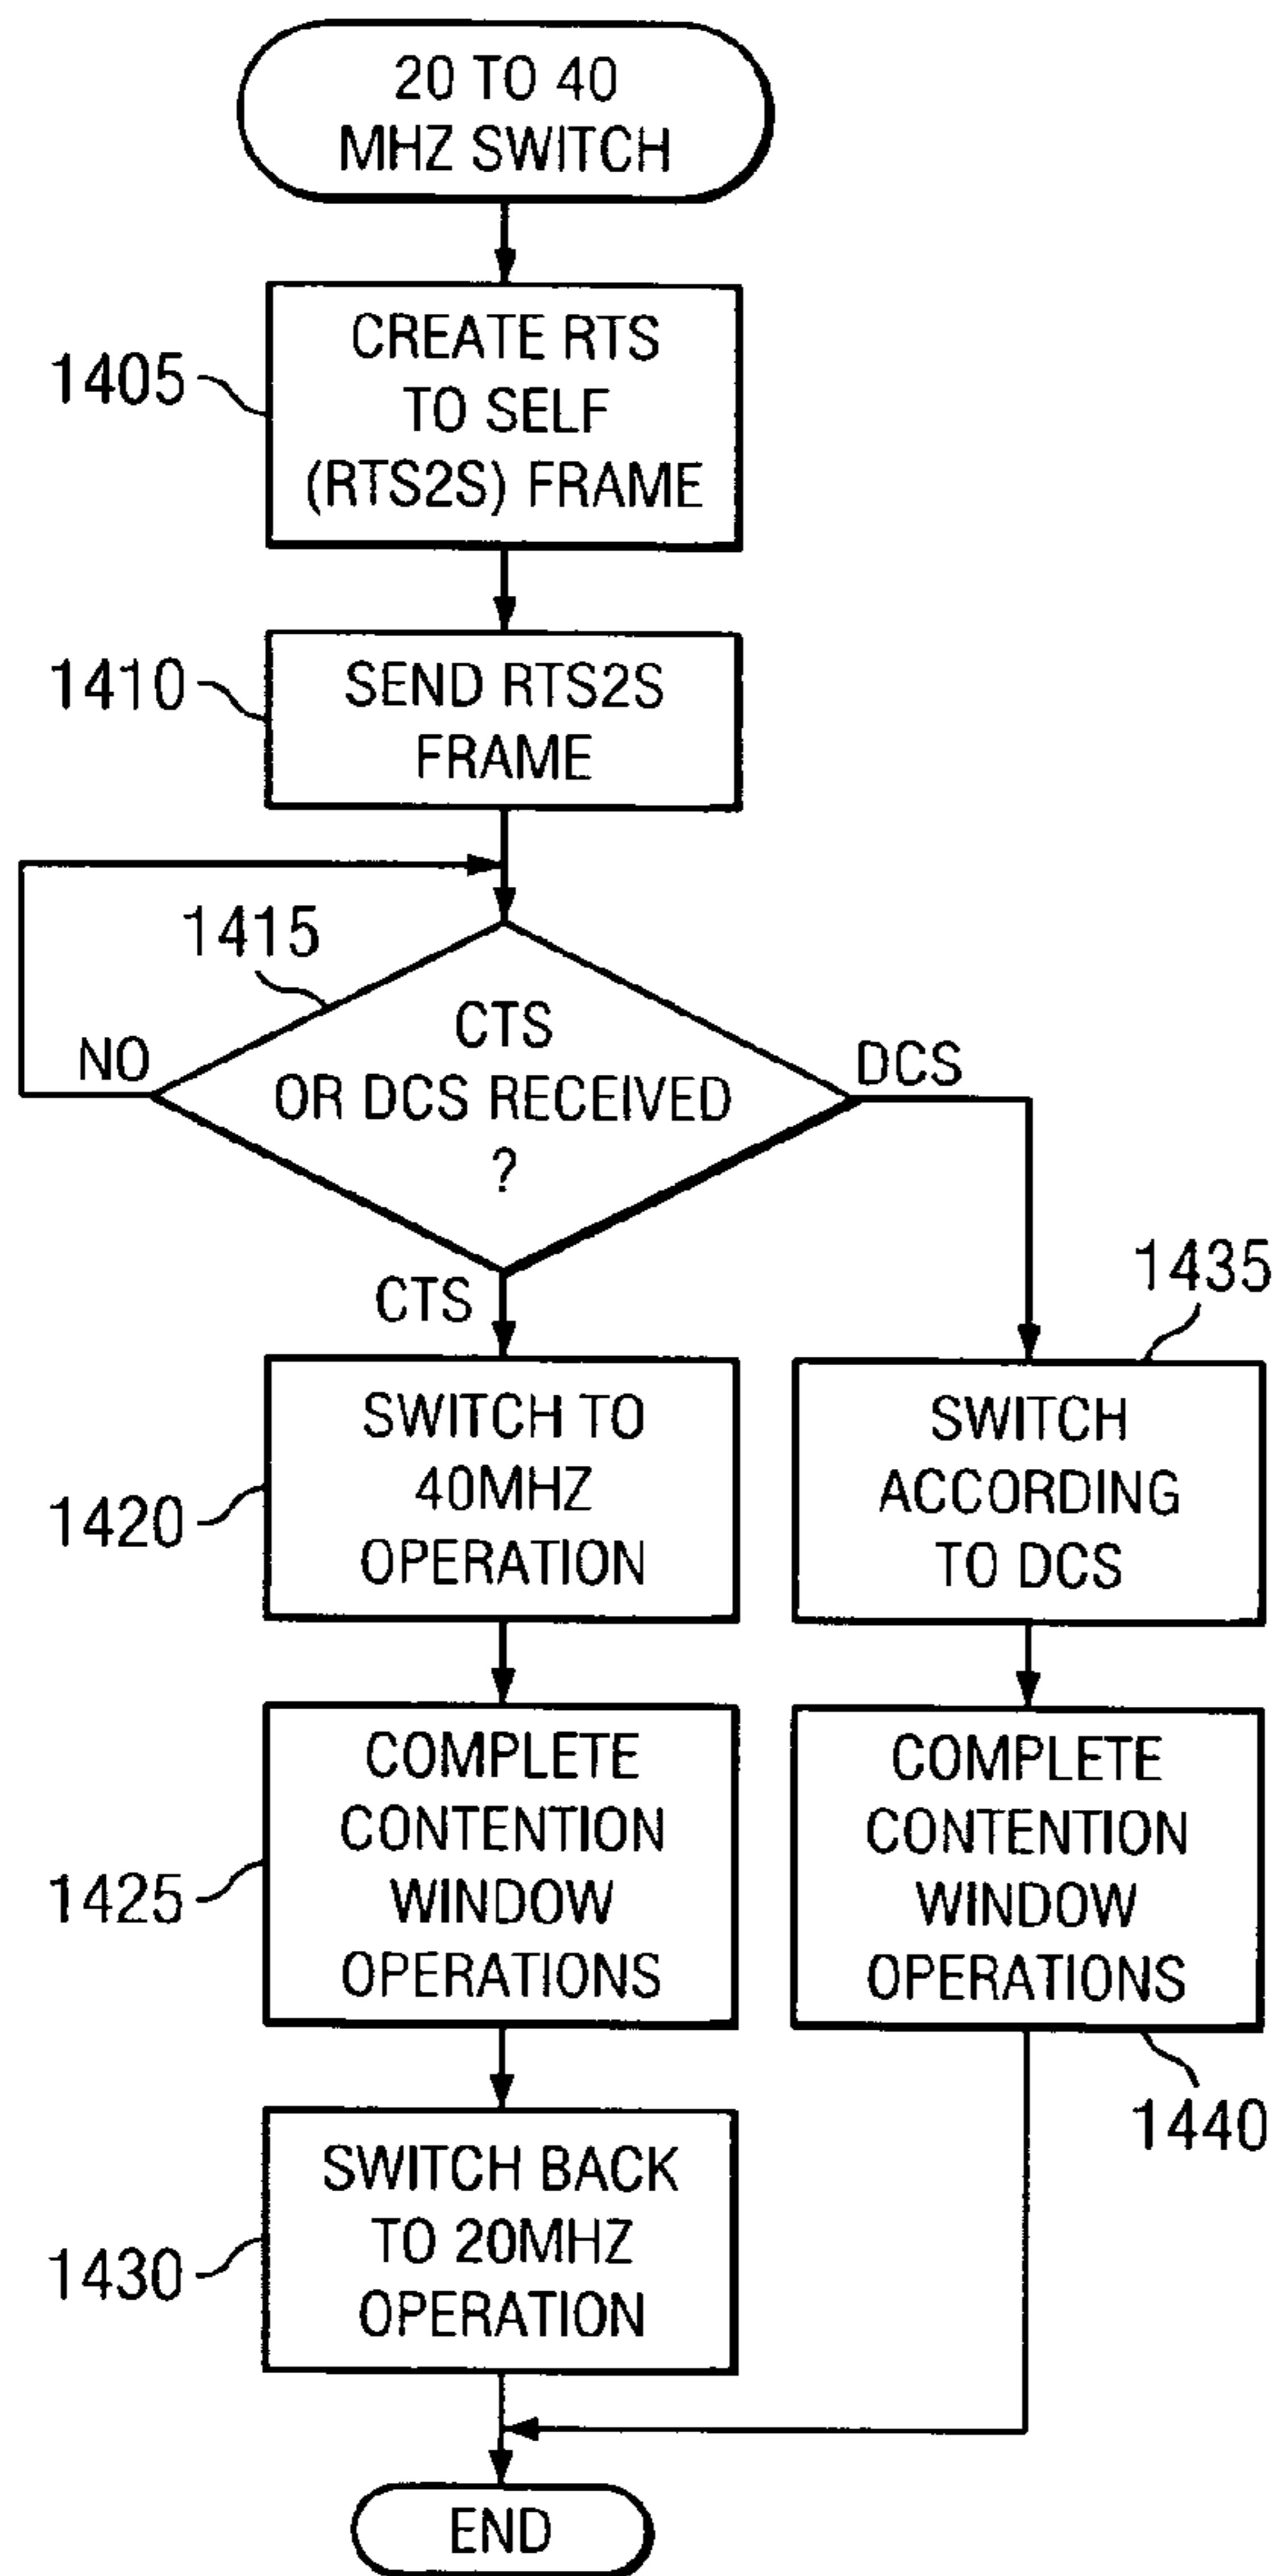 20 TO 40
MHZ SWITCH
1405
CREATE RTS
TO SELF
(RTS2S) FRAME
1410
SEND RTS2S
FRAME
1415
NO
CTS
OR DCS RECEIVED
?
DCS
CTS
1420
SWITCH TO
40MHZ
OPERATION
1435
SWITCH
ACCORDING
TO DCS
1425
COMPLETE
CONTENTION
WINDOW
OPERATIONS
COMPLETE
CONTENTION
WINDOW
OPERATIONS
1440
1430
SWITCH BACK
TO 20MHZ
OPERATION
END